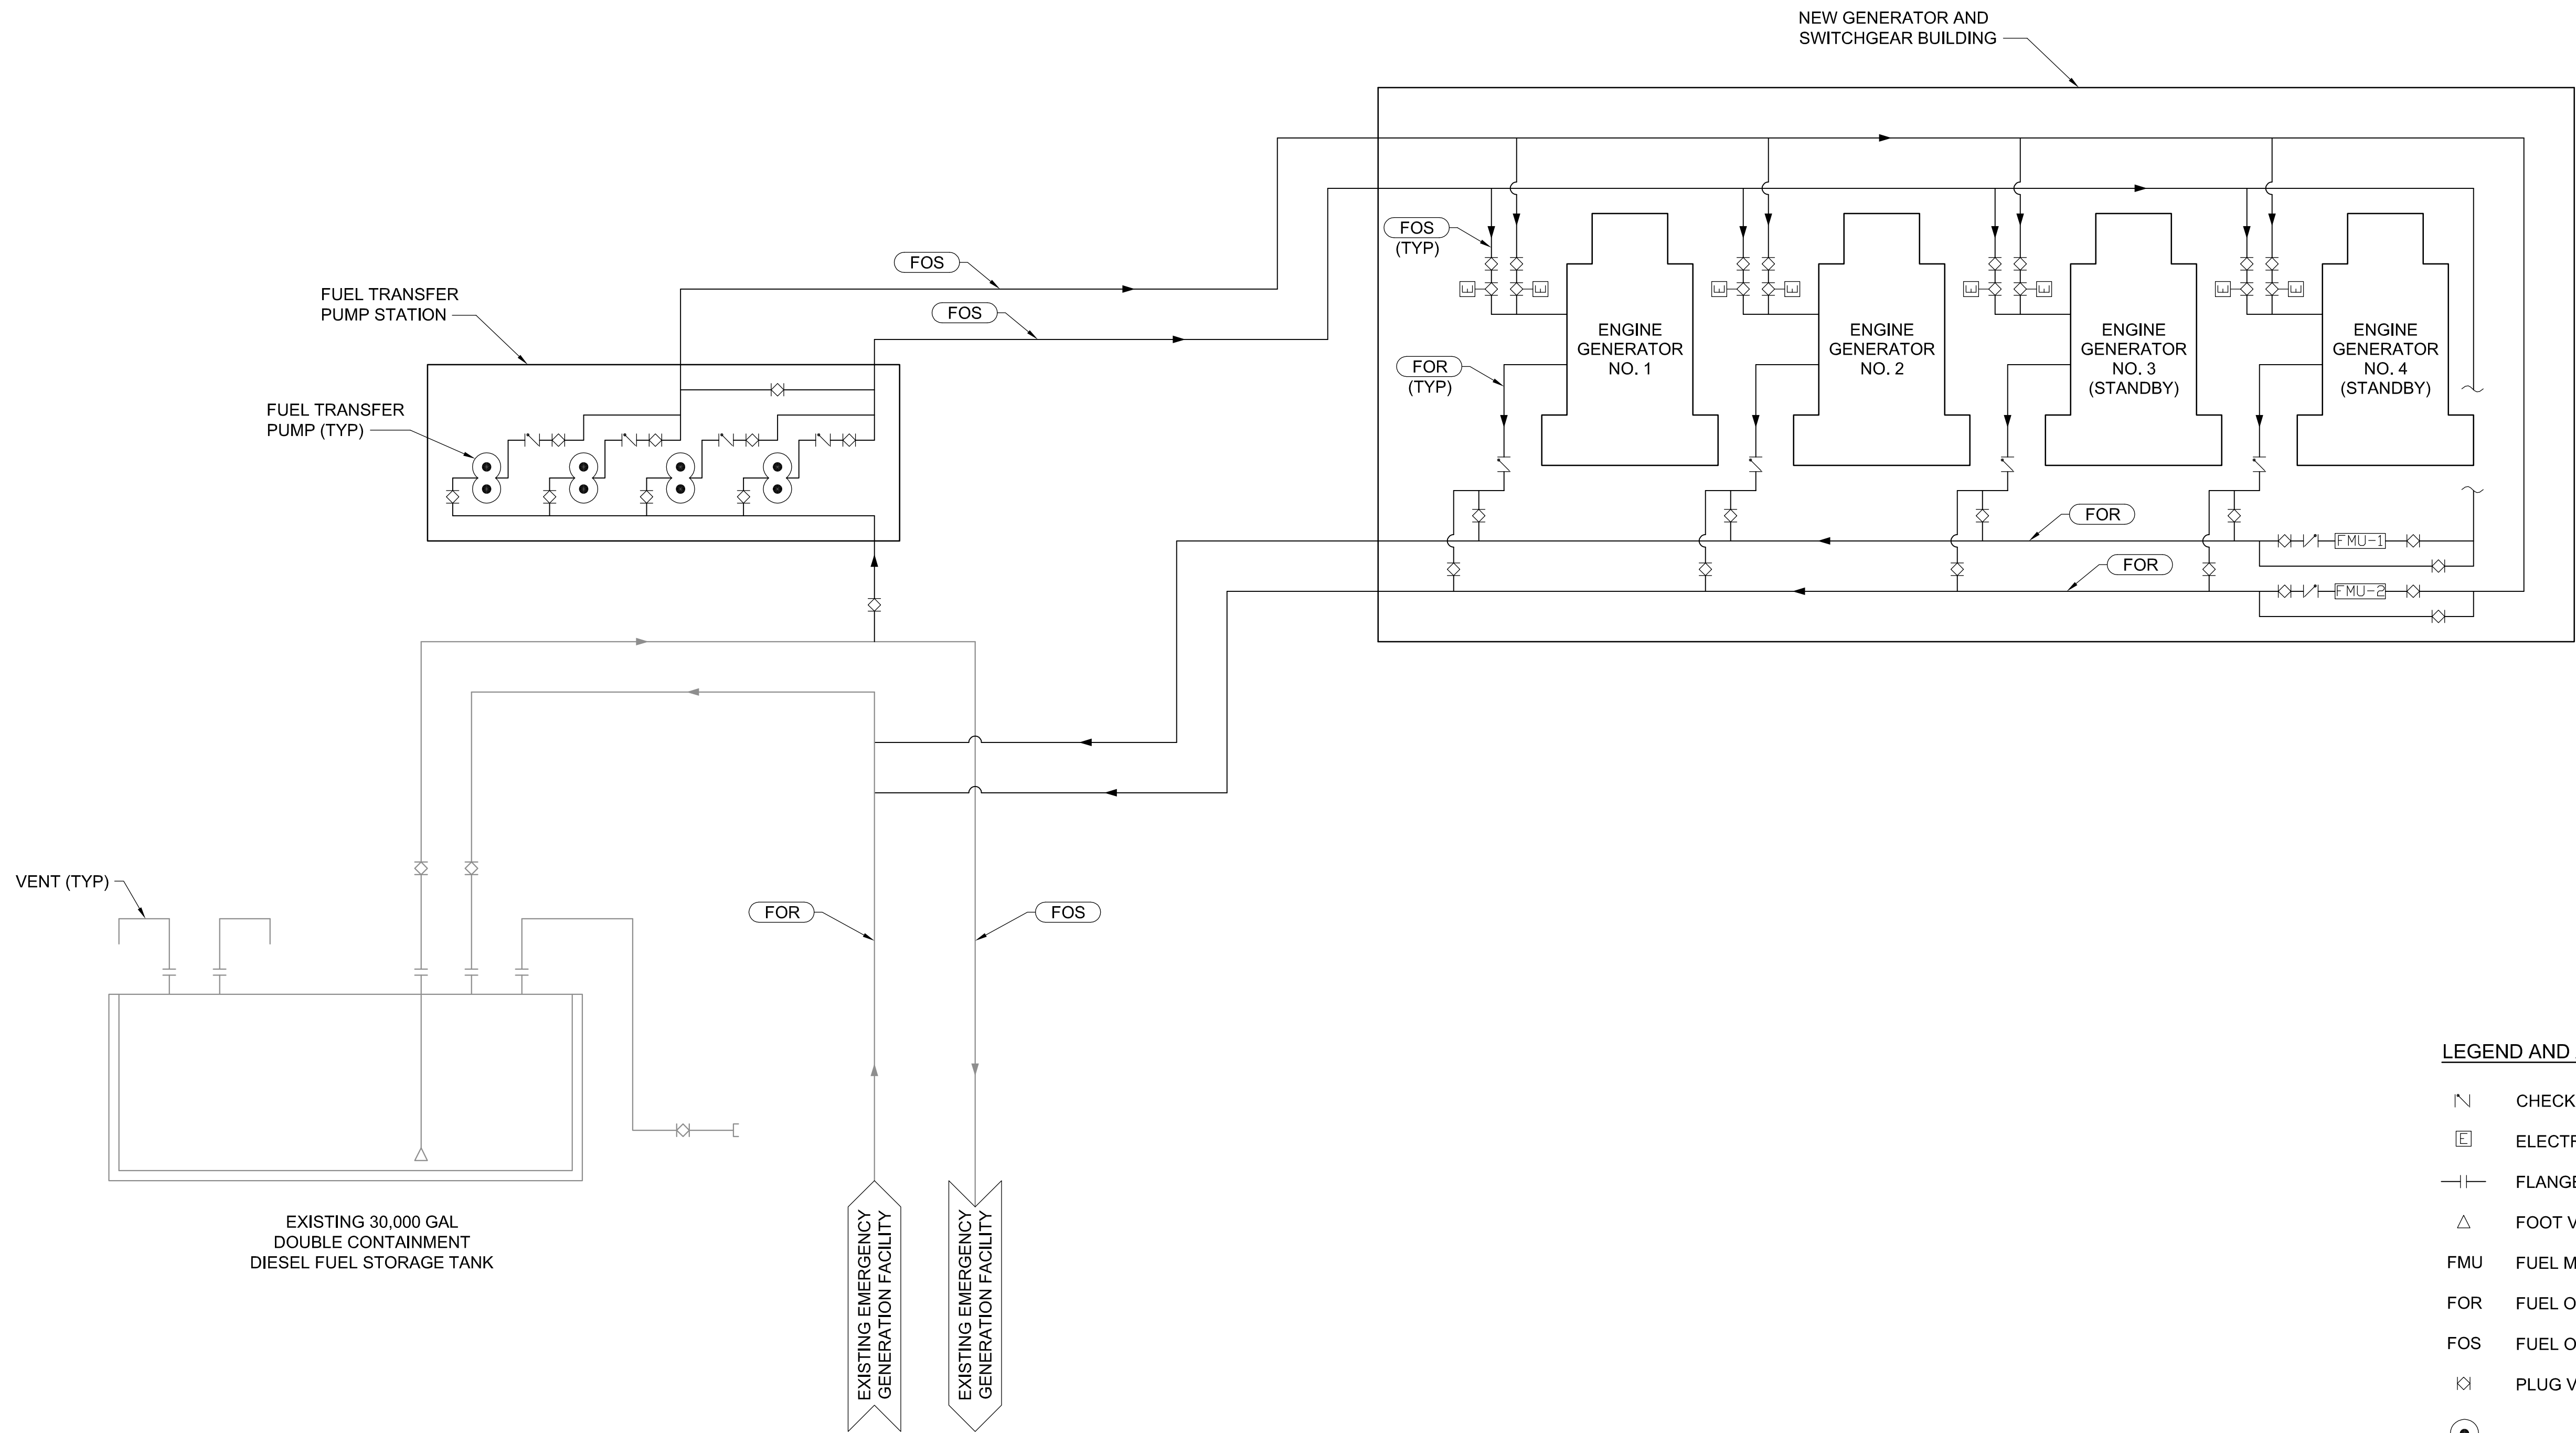 NEW GENERATOR AND
SWITCHGEAR BUILDING
FOS
(TYP)
FOS
FUEL TRANSFER
PUMP STATION
FOS
E
E
E
E
E
E
E
E
ENGINE
GENERATOR
NO. 1
ENGINE
GENERATOR
NO. 2
ENGINE
GENERATOR
NO. 3
(STANDBY)
ENGINE
GENERATOR
NO. 4
(STANDBY)
FOR
(TYP)
FUEL TRANSFER
PUMP (TYP)
FOR
FMU-1
FOR
FMU-2
VENT (TYP)
FOR
FOS
EXISTING 30,000 GAL
DOUBLE CONTAINMENT
DIESEL FUEL STORAGE TANK
EXISTING EMERGENCY
GENERATION FACILITY
EXISTING EMERGENCY
GENERATION FACILITY
LEGEND AND
CHECK
E
ELECTR
FLANGE
FOOT V
FMU FUEL M
FOR FUEL O
FOS FUEL O
PLUG V